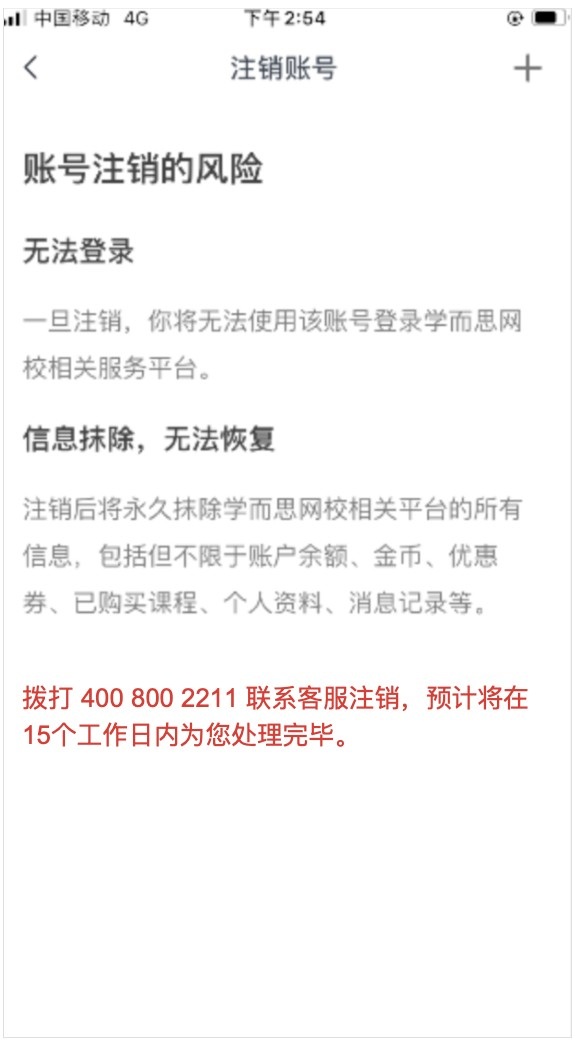 中国移动 4G 下午2:54
注销账号
账号注销的风险
无法登录
一旦注销，你将无法使用该账号登录学而思网
校相关服务平台。
信息抹除，无法恢复
注销后将永久抹除学而思网校相关平台的所有
信息，包括但不限于账户余额、金币、优惠
券、已购买课程、个人资料、消息记录等。
拨打 400 800 2211 联系客服注销，预计将在
15个工作日内为您处理完毕。